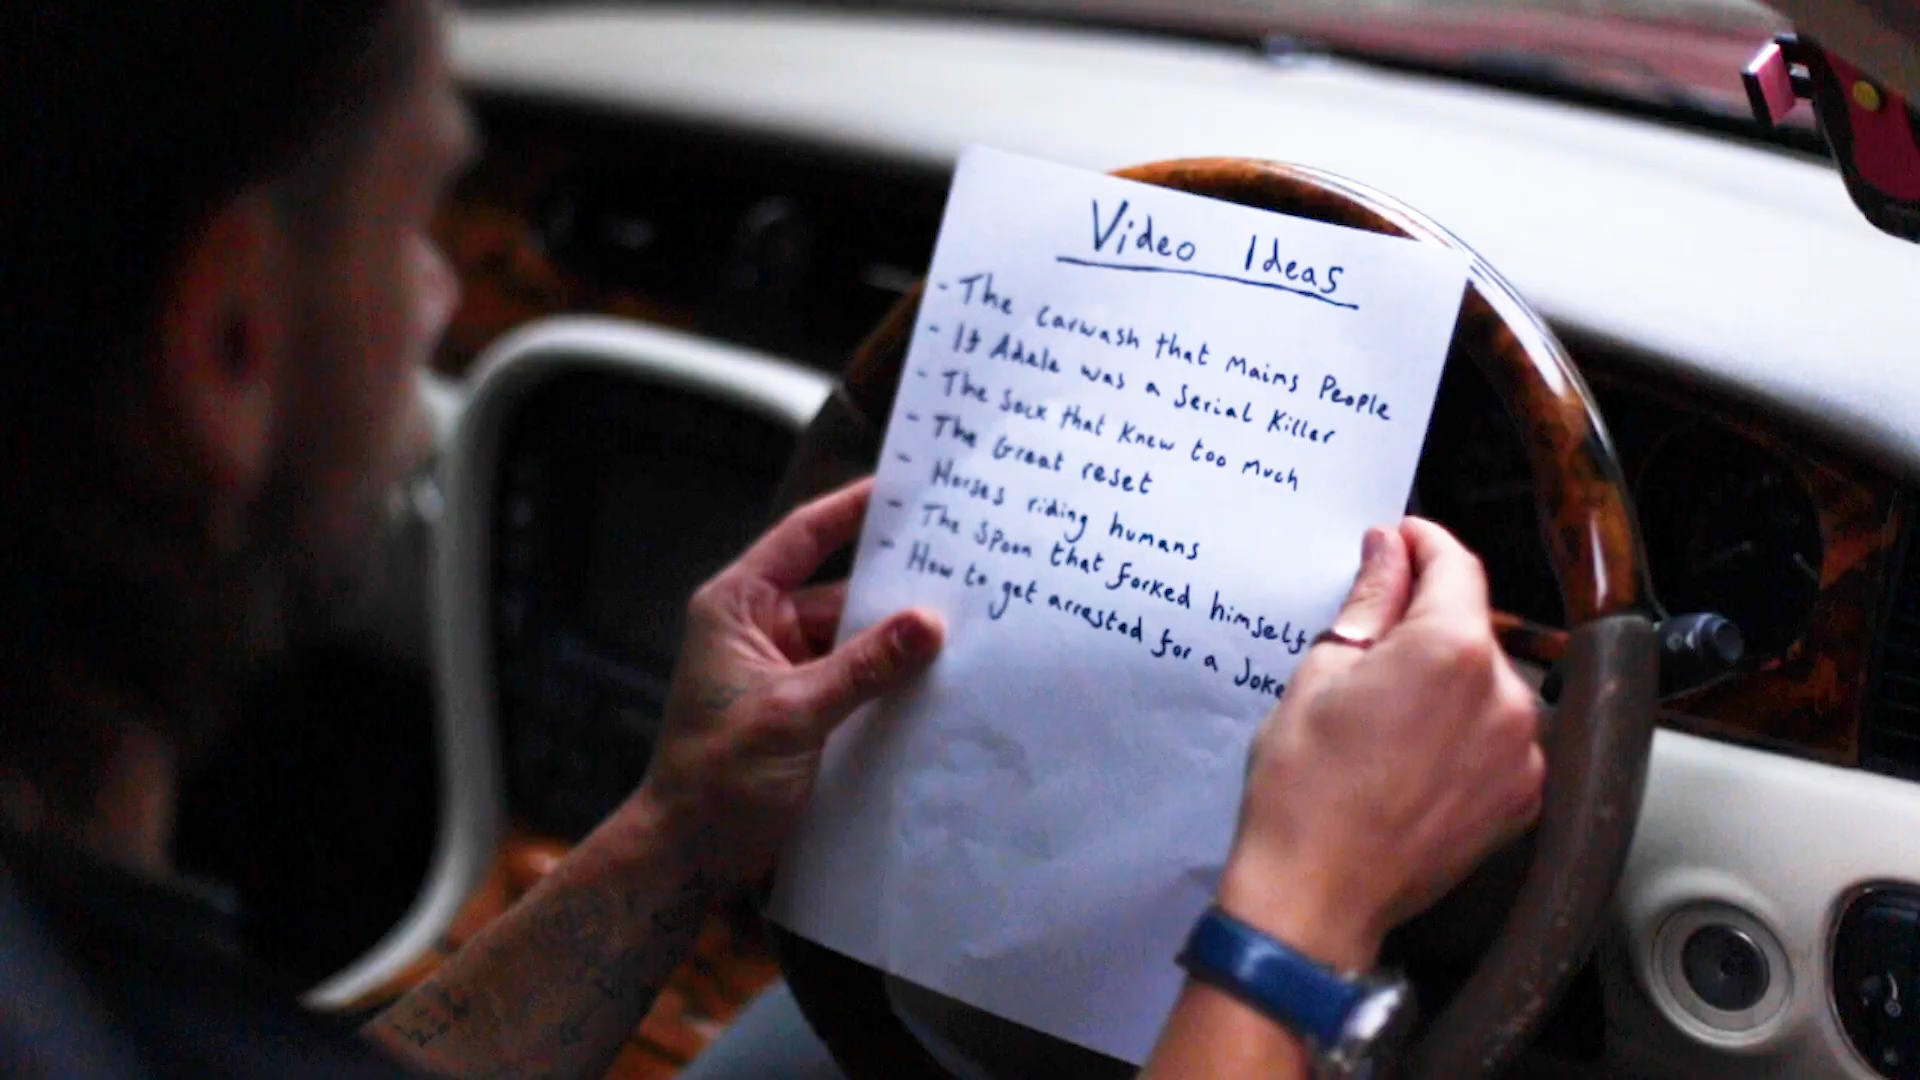 Video Ideas
- The carwash that maims People
- If Adele was a Serial Killer
- The Sock that Knew too much
- The Great reset
- Horses riding humans
- The Spoon that forked himself
- How to get arrested for a Joke